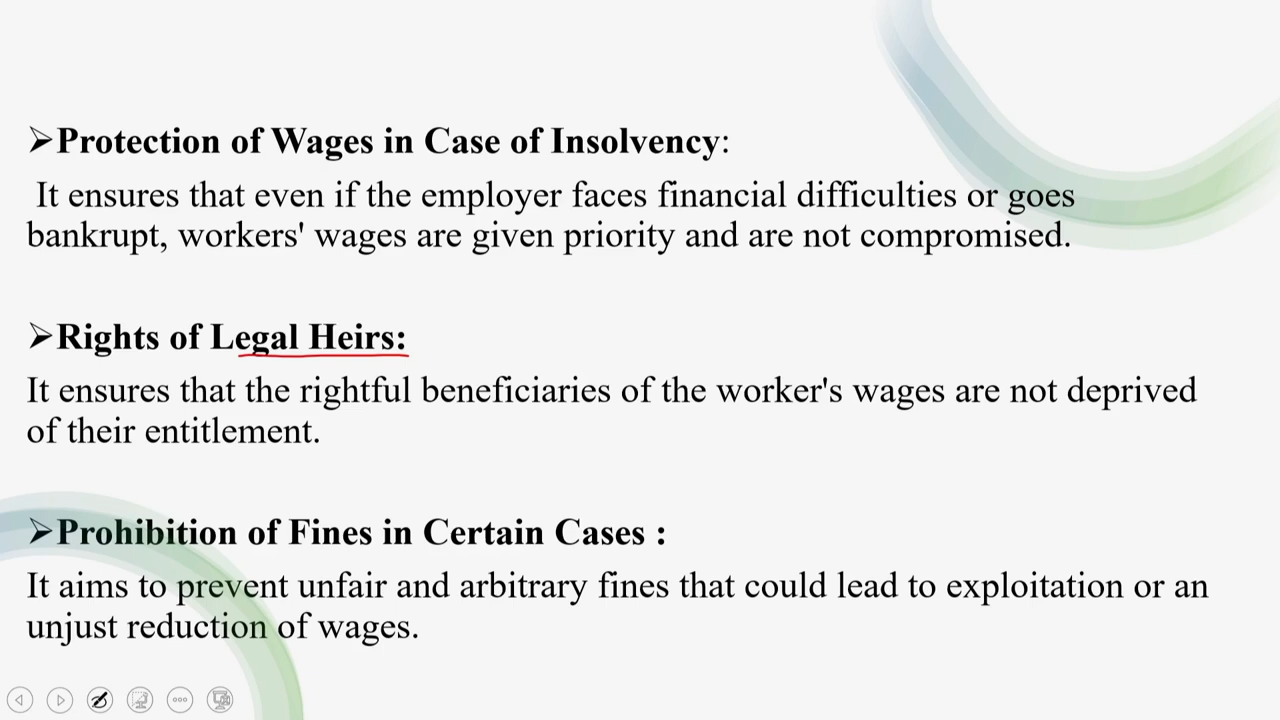 ➢Protection of Wages in Case of Insolvency:
It ensures that even if the employer faces financial difficulties or goes
bankrupt, workers' wages are given priority and are not compromised.
➢Rights of Legal Heirs:
It ensures that the rightful beneficiaries of the worker's wages are not deprived
of their entitlement.
➢Prohibition of Fines in Certain Cases :
It aims to prevent unfair and arbitrary fines that could lead to exploitation or an
unjust reduction of wages.